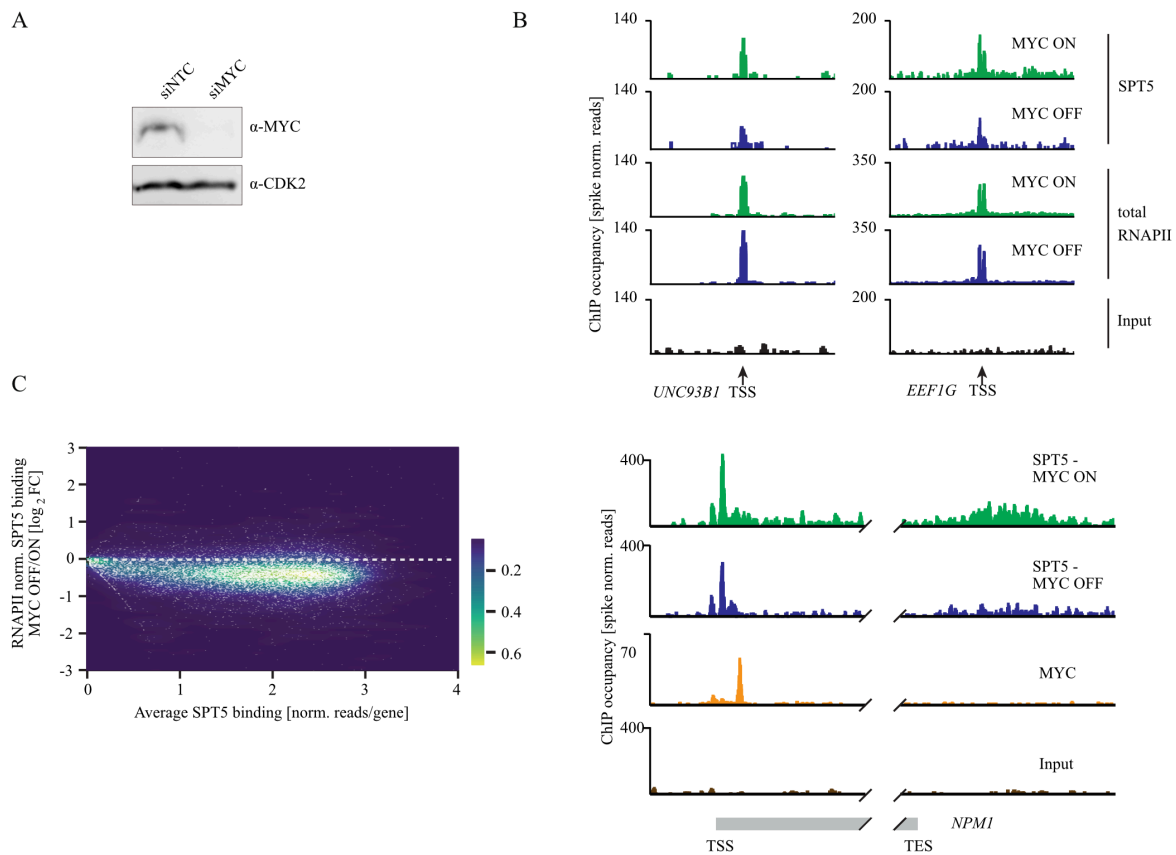 A
siNTC
siMYC
α-MYC
α-CDK2
B
ChIP occupancy [spike norm. reads]
140
200
MYC ON
140
200
MYC OFF
SPT5
140
350
MYC ON
140
350
MYC OFF
total
RNAPII
140
200
Input
UNC93B1 TSS
EEF1G TSS
C
RNAPII norm. SPT5 binding
MYC OFF/ON [log2 FC]
3
2
1
0
-1
-2
-3
0 1 2 3 4
Average SPT5 binding [norm. reads/gene]
0.2
0.4
0.6
ChIP occupancy [spike norm reads]
400
SPT5 -
MYC ON
400
SPT5 -
MYC OFF
70
MYC
400
Input
NPM1
TSS
TES